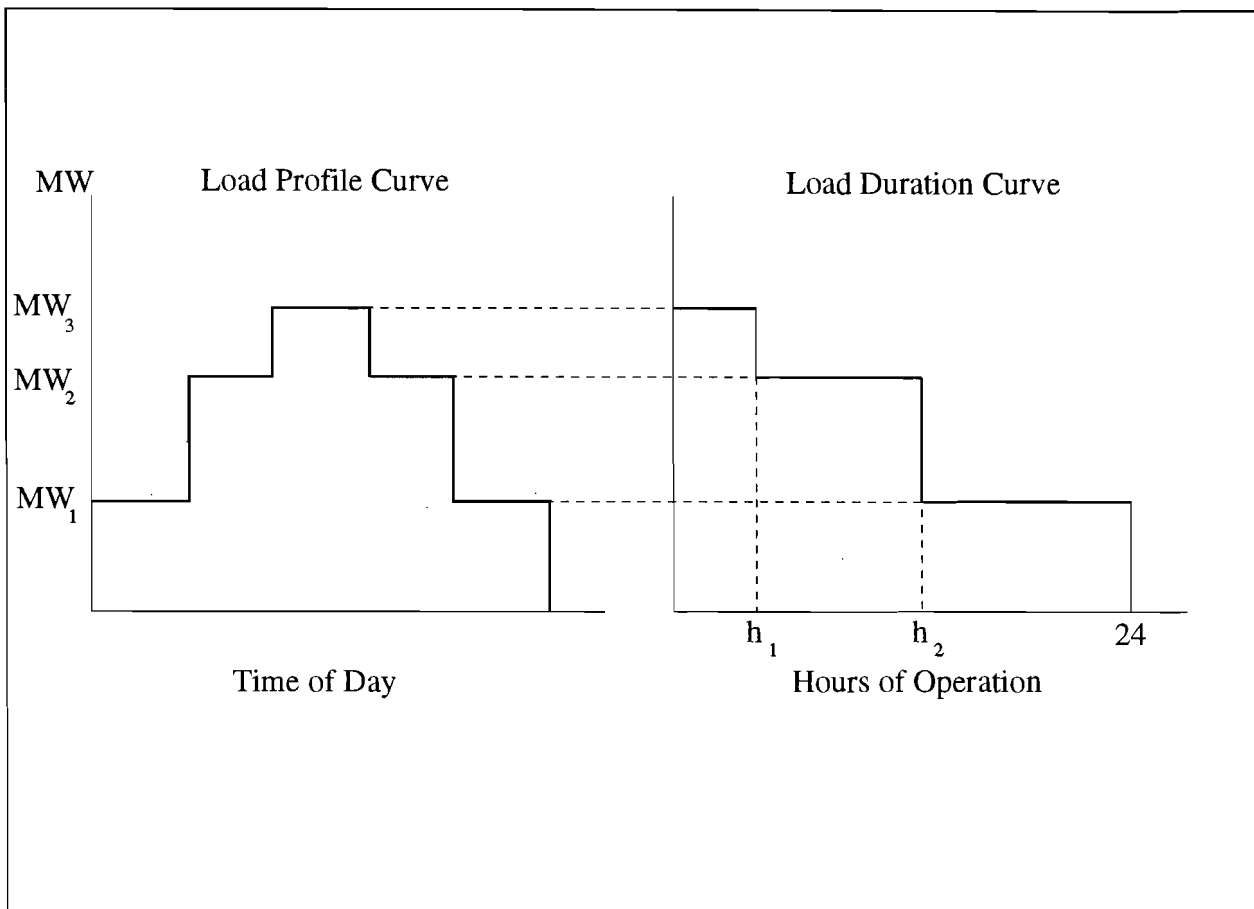 MW
Load Profile Curve
Load Duration Curve
MW3
MW2
MW1
h1
h2
24
Time of Day
Hours of Operation